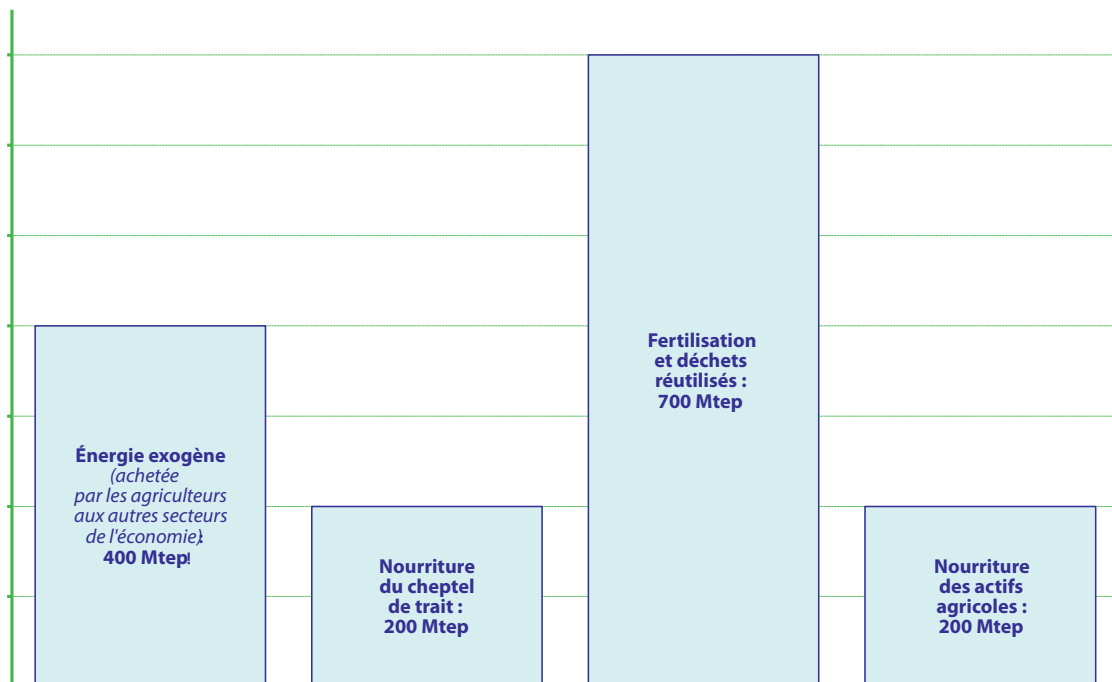 Énergie exogène
(achetée
par les agriculteurs
aux autres secteurs
de l'économie):
400 Mtep!
Nourriture
du cheptel
de trait :
200 Mtep
Fertilisation
et déchets
réutilisés :
700 Mtep
Nourriture
des actifs
agricoles :
200 Mtep